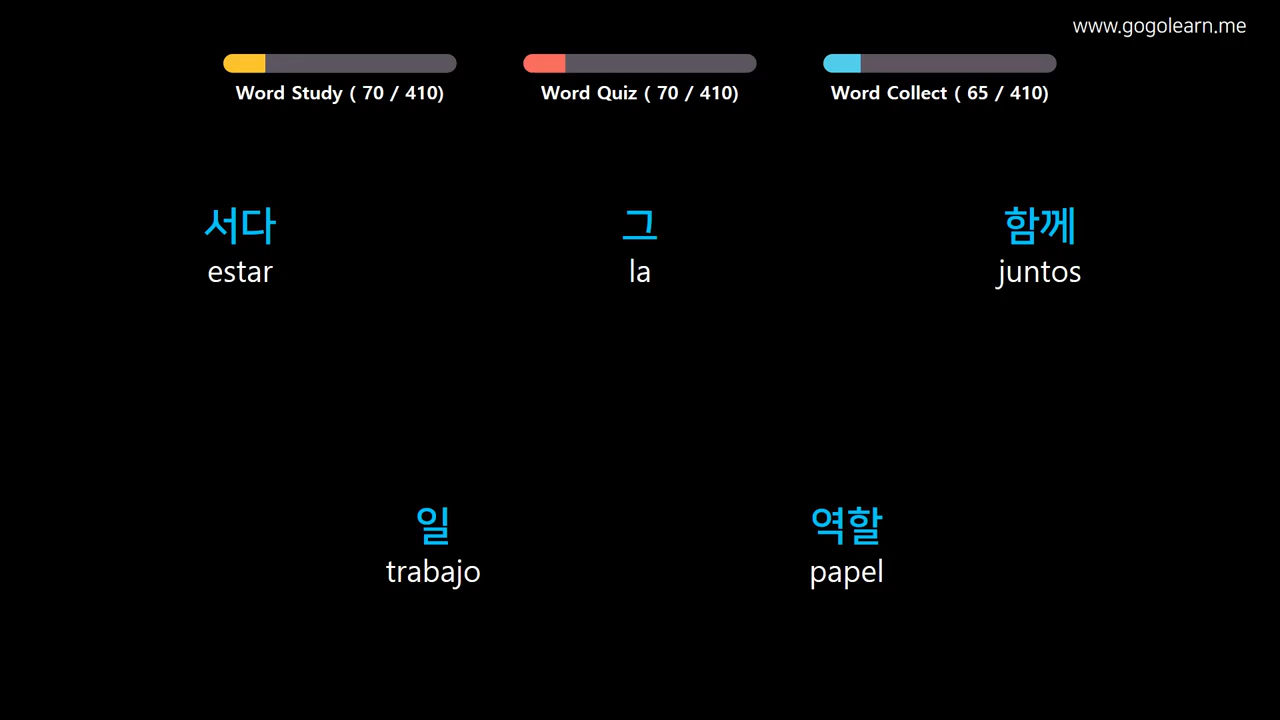 www.gogolearn.me
Word Study ( 70 / 410)
Word Quiz ( 70 / 410)
Word Collect ( 65 / 410)
서다
estar
그
la
함께
juntos
일
trabajo
역할
papel